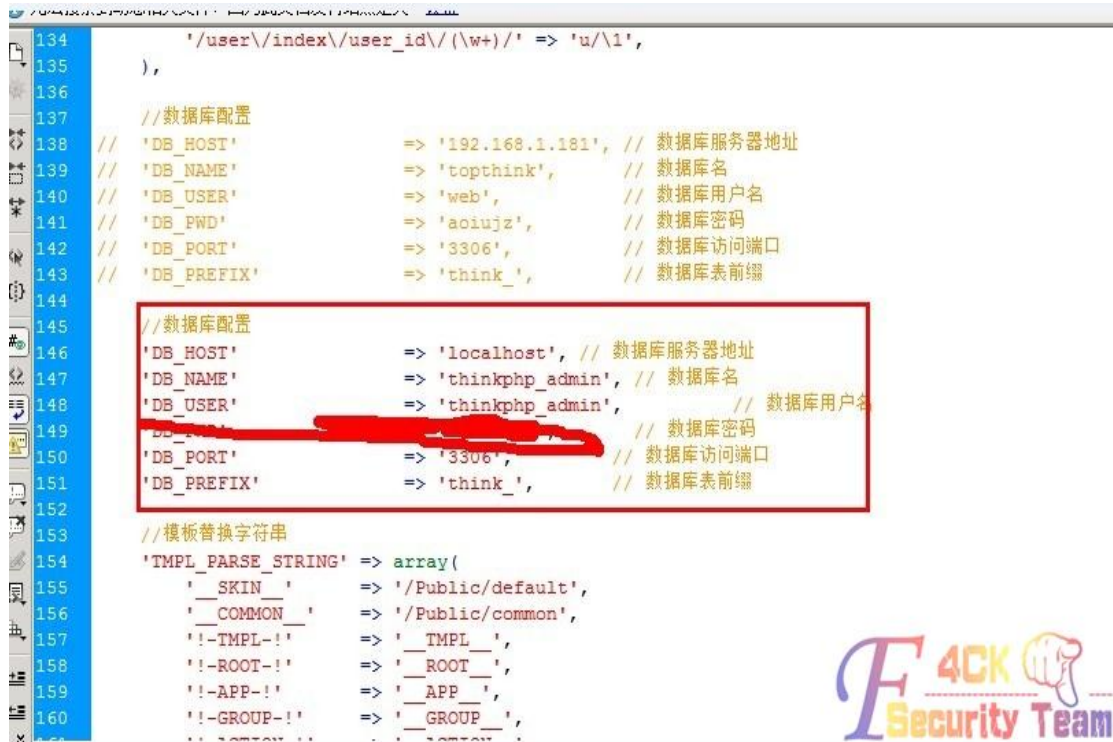 134 '/user\/index\/user_id\/(\w+)/' => 'u/\1',
135 ),
136
137 //数据库配置
138 // 'DB_HOST' => '192.168.1.181', // 数据库服务器地址
139 // 'DB_NAME' => 'topthink', // 数据库名
140 // 'DB_USER' => 'web', // 数据库用户名
141 // 'DB_PWD' => 'aoiujz', // 数据库密码
142 // 'DB_PORT' => '3306', // 数据库访问端口
143 // 'DB_PREFIX' => 'think_', // 数据库表前缀
144
145 //数据库配置
146 'DB_HOST' => 'localhost', // 数据库服务器地址
147 'DB_NAME' => 'thinkphp_admin', // 数据库名
148 'DB_USER' => 'thinkphp_admin', // 数据库用户名
149 // 数据库密码
150 'DB_PORT' => '3306', // 数据库访问端口
151 'DB_PREFIX' => 'think_', // 数据库表前缀
152
153 //模板替换字符串
154 'TMPL_PARSE_STRING' => array(
155 '__SKIN__' => '/Public/default',
156 '__COMMON__' => '/Public/common',
157 '!-TMPL-!' => '__TMPL__',
158 '!-ROOT-!' => '__ROOT__',
159 '!-APP-!' => '__APP__',
160 '!-GROUP-!' => '__GROUP__',
F4CK
Security Team